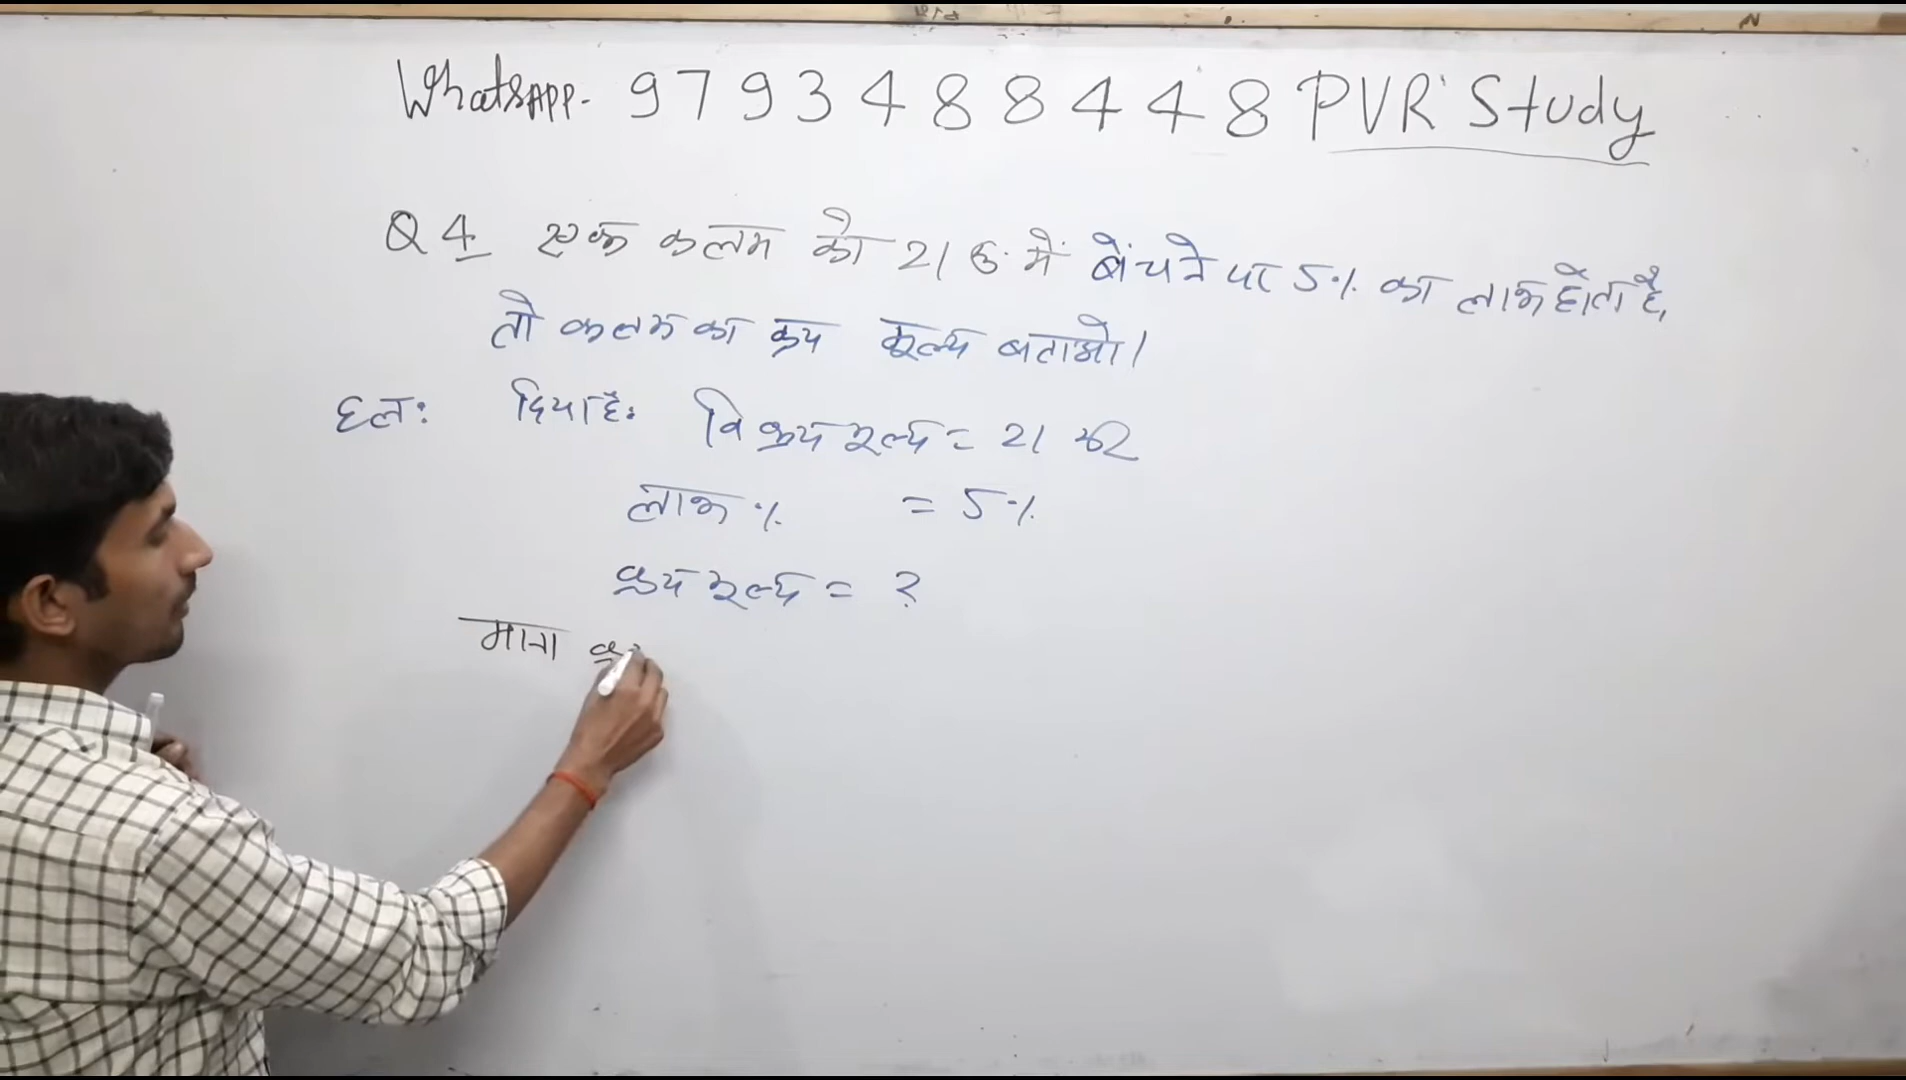 WhatsAPP- 9793488448 PVR Study
Q 4 एक कलम को 21 रु. में बेंचने पर 5% का लाभ होता है,
तो कलम का क्रय मूल्य बताओ।
हल: दिया है: विक्रय मूल्य = 21 रु
लाभ % = 5%
क्रय मूल्य = ?
माना क्र